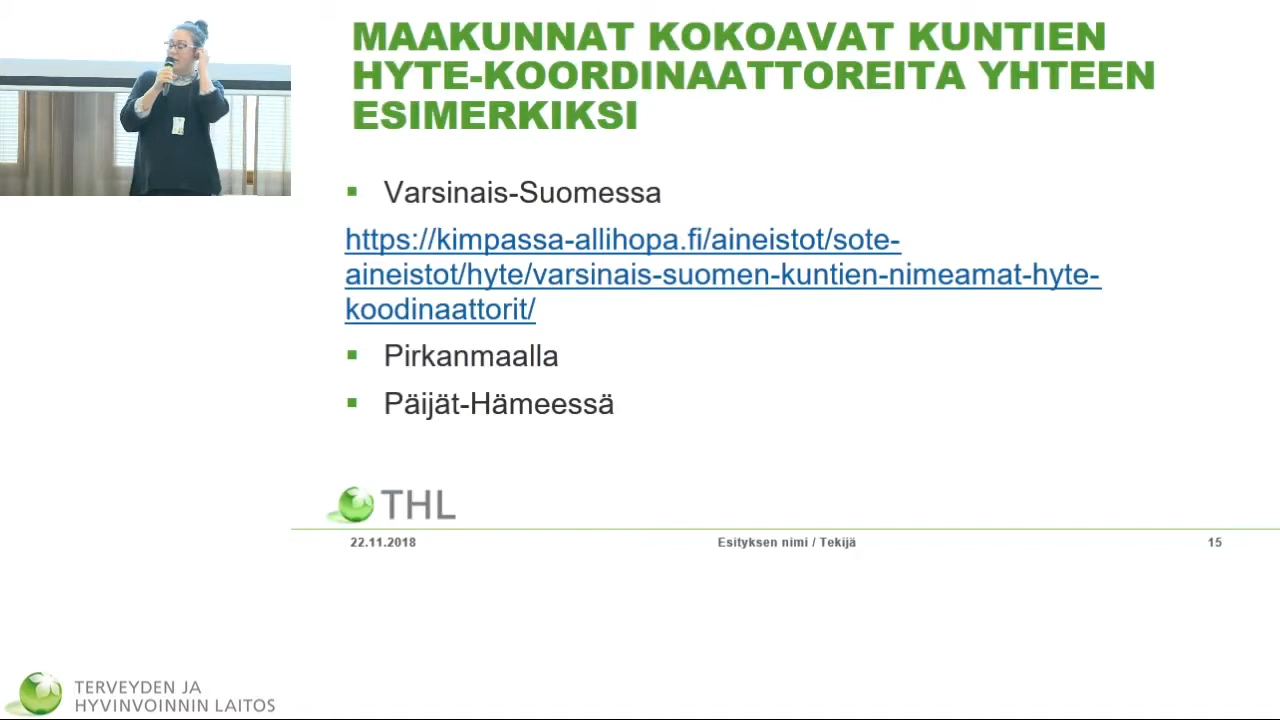 MAAKUNNAT KOKOAVAT KUNTIEN
HYTE-KOORDINAATTOREITA YHTEEN
ESIMERKIKSI
▪ Varsinais-Suomessa
https://kimpassa-allihopa.fi/aineistot/sote-
aineistot/hyte/varsinais-suomen-kuntien-nimeamat-hyte-
koodinaattorit/
▪ Pirkanmaalla
▪ Päijät-Hämeessä
THL
22.11.2018 Esityksen nimi / Tekijä 15
TERVEYDEN JA
HYVINVOINNIN LAITOS